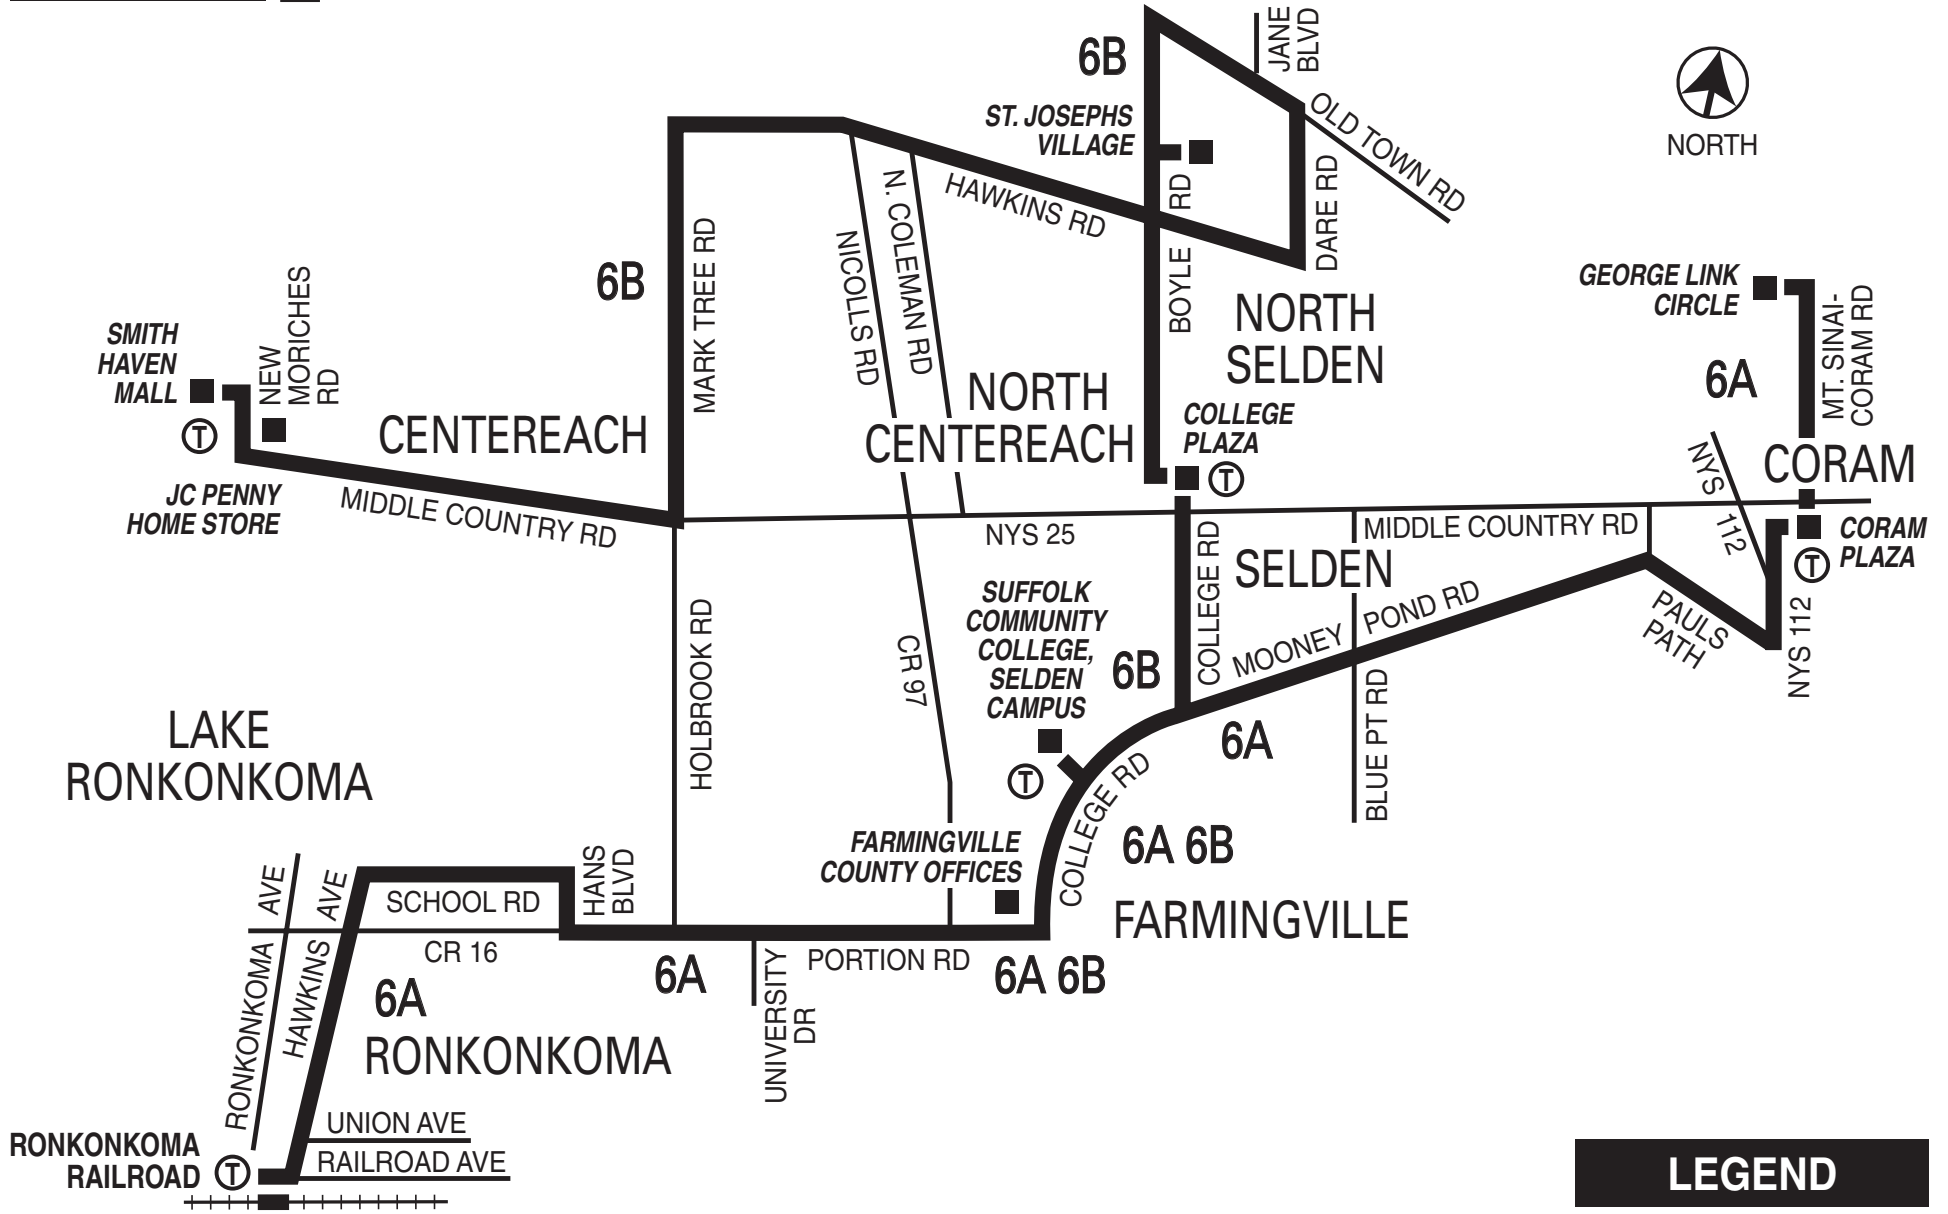 6B
JANE
BLVD
ST. JOSEPHS
VILLAGE
OLD TOWN RD
NORTH
N. COLEMAN RD
HAWKINS RD
BOYLE RD
DARE RD
MARK TREE RD
NICOLLS RD
6B
NEW
MORICHES
RD
SMITH
HAVEN
MALL
T
CENTEREACH
JC PENNY
HOME STORE
MIDDLE COUNTRY RD
NORTH
CENTEREACH
NORTH
SELDEN
COLLEGE
PLAZA
T
GEORGE LINK
CIRCLE
6A
MT. SINAI-
CORAM RD
CORAM
NYS 112
CORAM
PLAZA
T
NYS 25
COLLEGE RD
MIDDLE COUNTRY RD
SELDEN
SUFFOLK
COMMUNITY
COLLEGE,
SELDEN
CAMPUS
T
6B
MOONEY POND RD
PAULS
PATH
NYS 112
HOLBROOK RD
CR 97
6A
BLUE PT RD
LAKE
RONKONKOMA
COLLEGE RD
FARMINGVILLE
COUNTY OFFICES
6A 6B
FARMINGVILLE
RONKONKOMA AVE
HAWKINS AVE
SCHOOL RD
HANS
BLVD
CR 16
6A
6A
UNIVERSITY
DR
PORTION RD
6A 6B
RONKONKOMA
UNION AVE
RAILROAD AVE
RONKONKOMA
RAILROAD
T
LEGEND